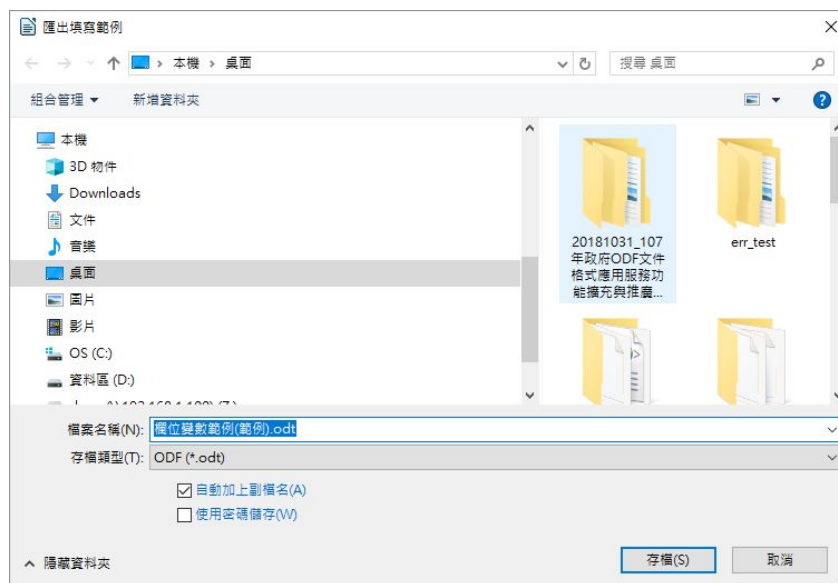 匯出填寫範例
本機 › 桌面
搜尋 桌面
組合管理
新增資料夾
本機
3D 物件
Downloads
文件
音樂
桌面
圖片
影片
OS (C:)
資料區 (D:)
20181031_107
年政府ODF文件
格式應用服務功
能擴充與推廣...
err_test
檔案名稱(N): 欄位變數範例(範例).odt
存檔類型(T): ODF (*.odt)
自動加上副檔名(A)
使用密碼儲存(W)
隱藏資料夾
存檔(S)
取消